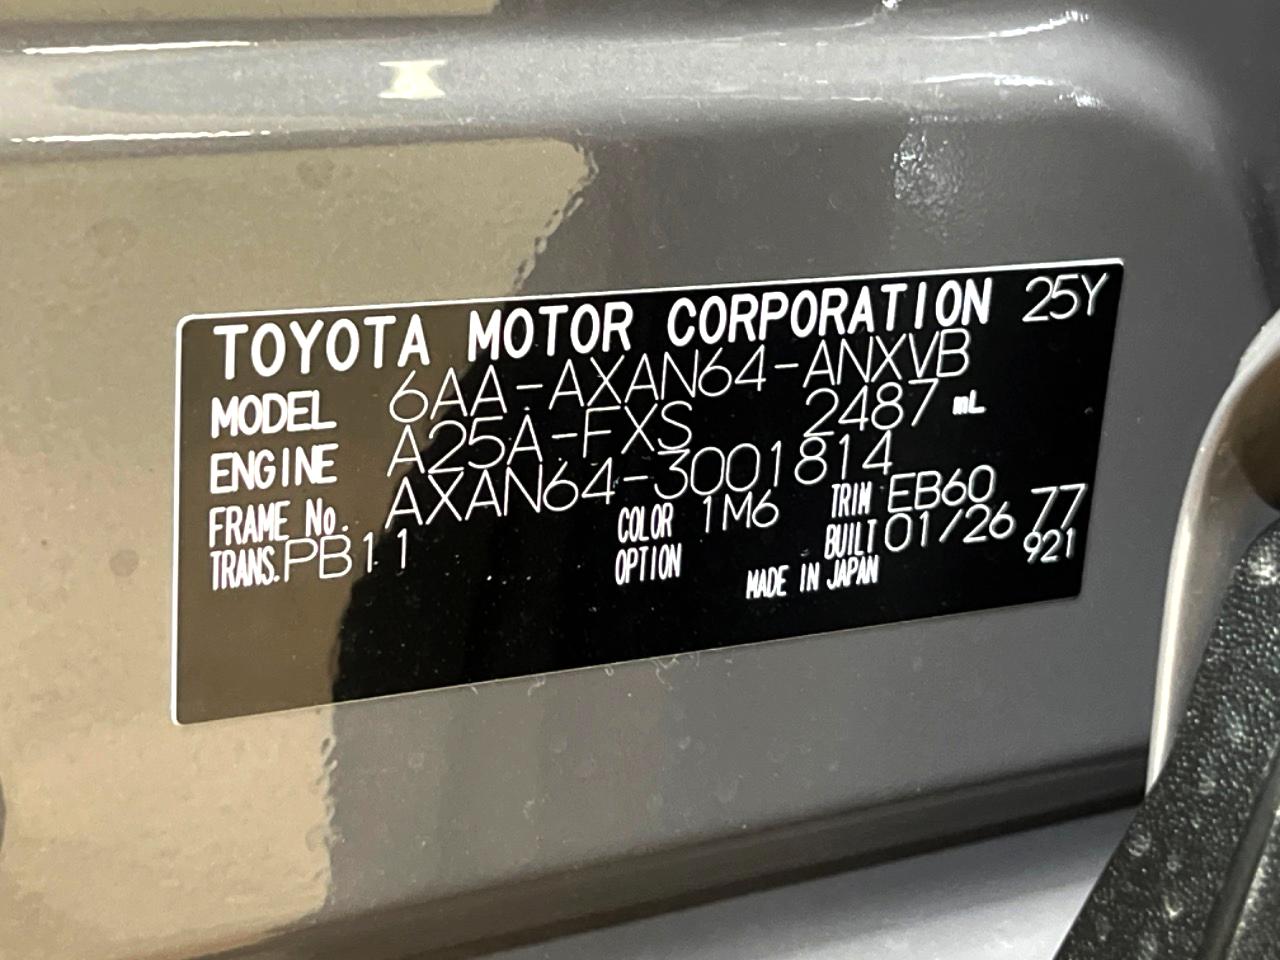 TOYOTA MOTOR CORPORATION 25Y
MODEL 6AA-AXAN64-ANXVB
ENGINE A25A-FXS 2487 mL
FRAME No. AXAN64-3001814
COLOR 1M6 TRIM EB60 77
TRANS. PB11 OPTION BUILT 01/26 921
MADE IN JAPAN